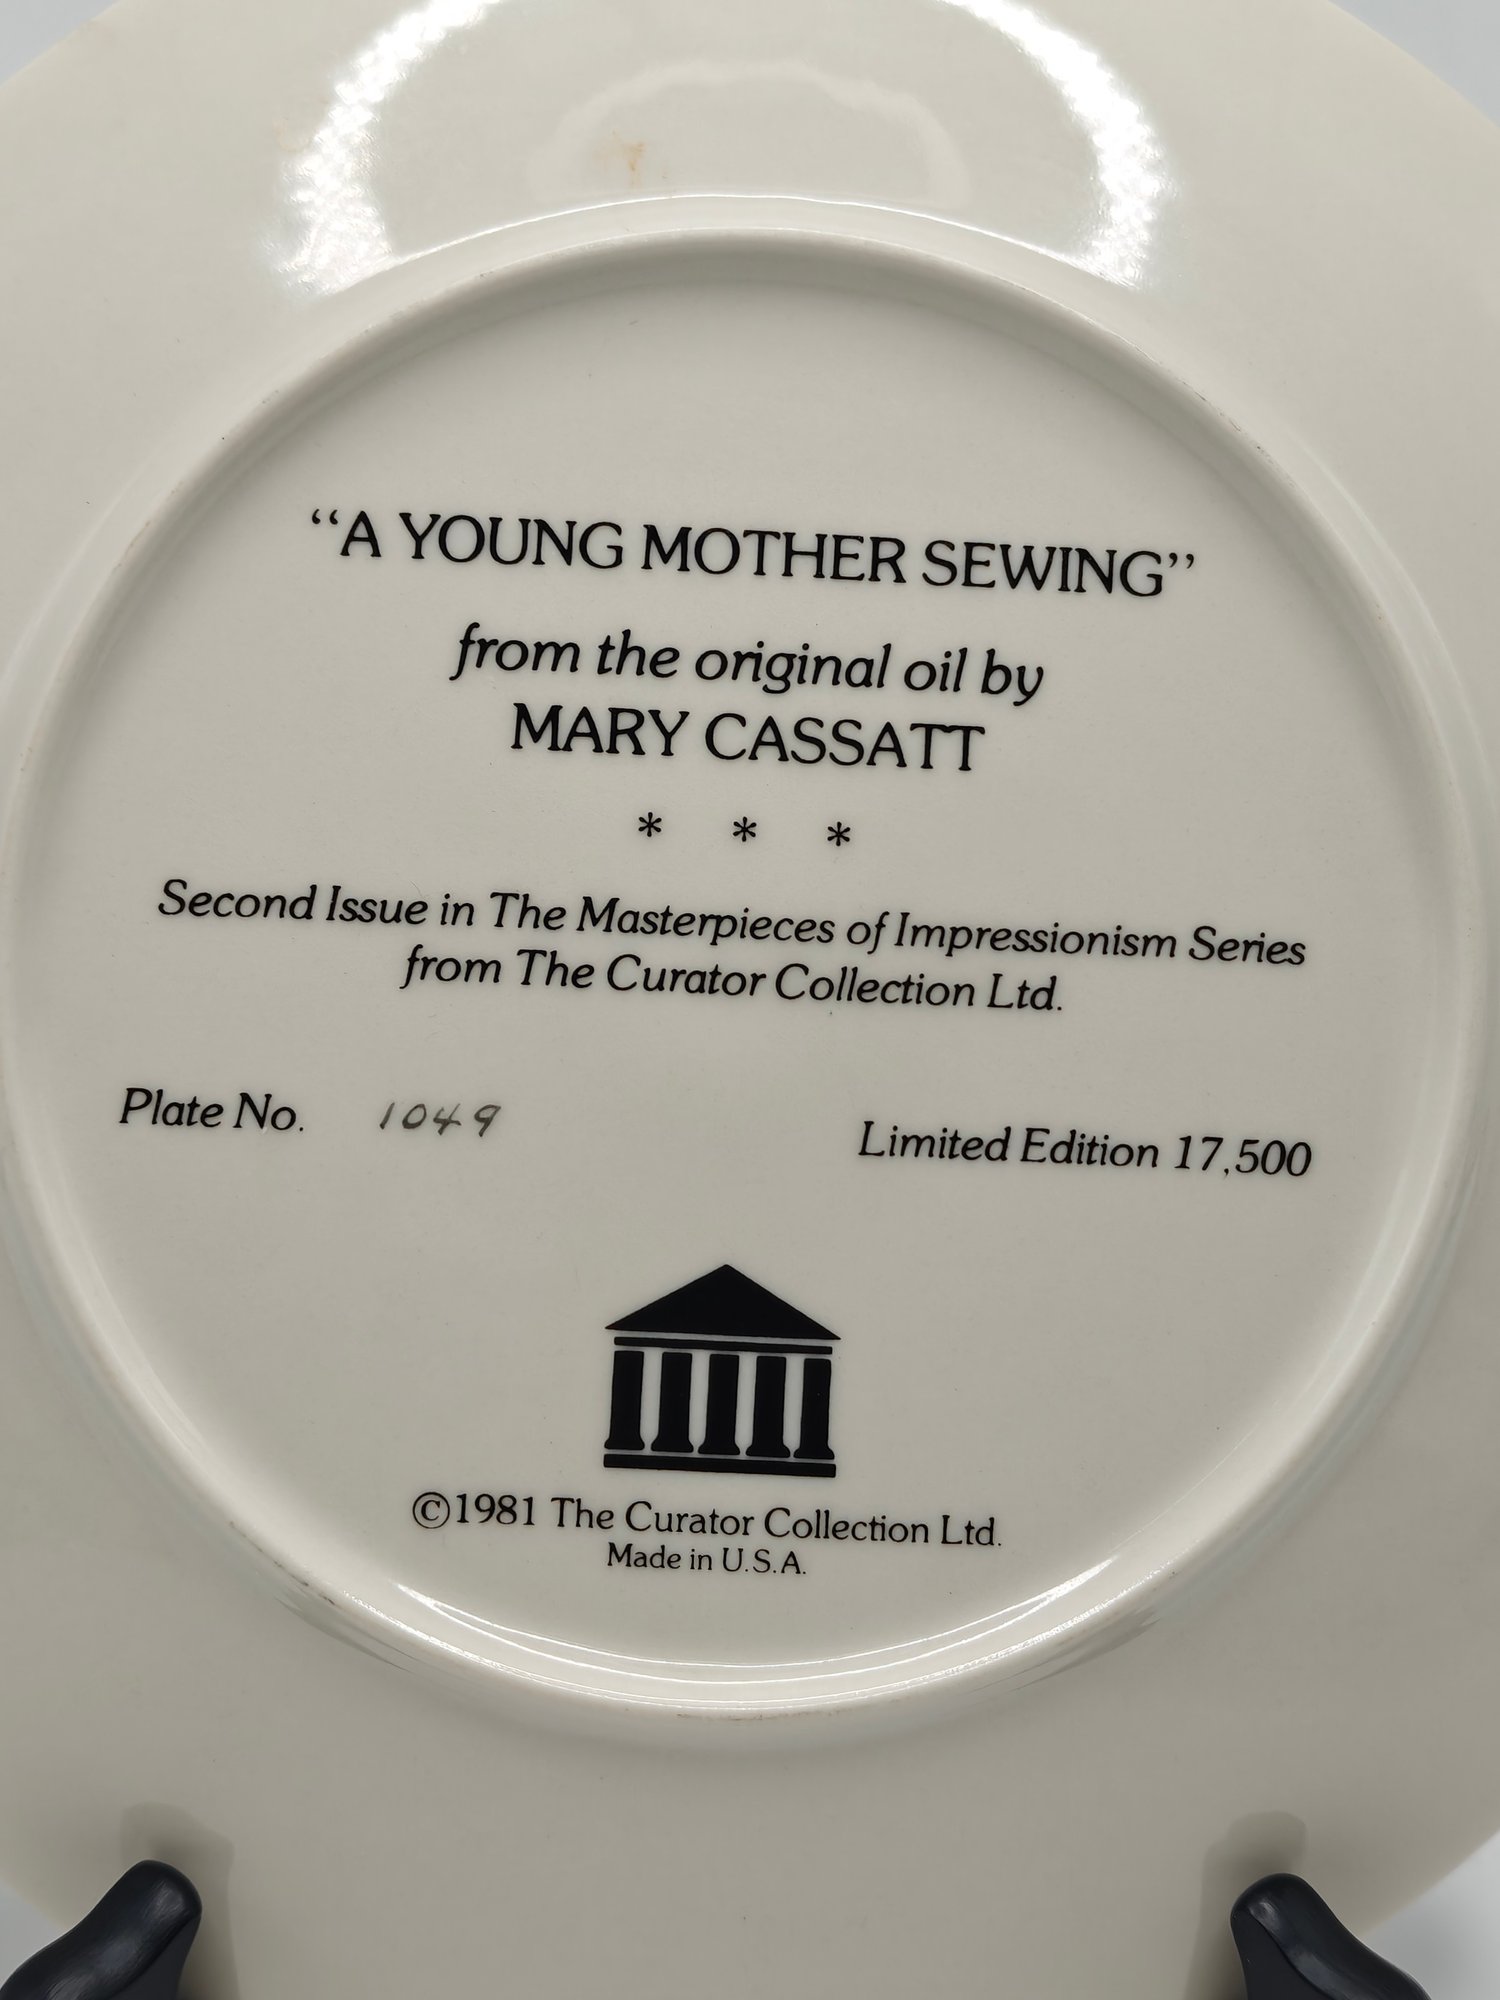 “A YOUNG MOTHER SEWING”
from the original oil by
MARY CASSATT
* * *
Second Issue in The Masterpieces of Impressionism Series
from The Curator Collection Ltd.
Plate No. 1049 Limited Edition 17,500
©1981 The Curator Collection Ltd.
Made in U.S.A.